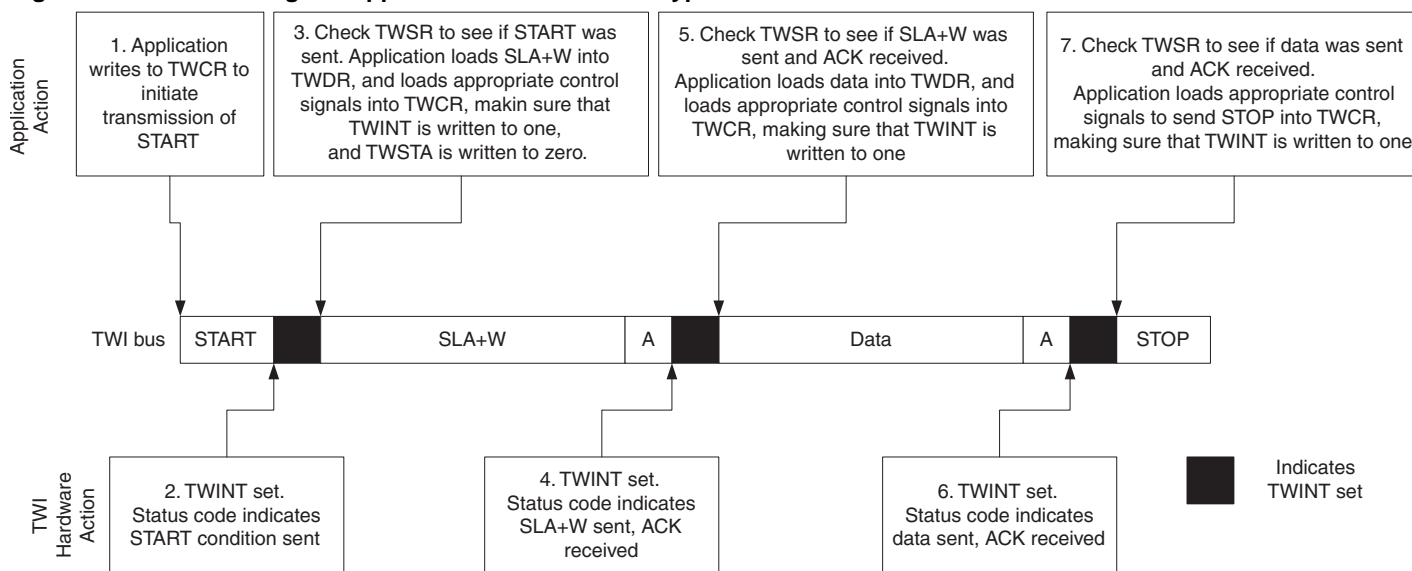 1. Application
writes to TWCR to
initiate
transmission of
START
3. Check TWSR to see if START was
sent. Application loads SLA+W into
TWDR, and loads appropriate control
signals into TWCR, makin sure that
TWINT is written to one,
and TWSTA is written to zero.
5. Check TWSR to see if SLA+W was
sent and ACK received.
Application loads data into TWDR, and
loads appropriate control signals into
TWCR, making sure that TWINT is
written to one
7. Check TWSR to see if data was sent
and ACK received.
Application loads appropriate control
signals to send STOP into TWCR,
making sure that TWINT is written to one
Application
Action
TWI bus
START
SLA+W
A
Data
A
STOP
TWI
Hardware
Action
2. TWINT set.
Status code indicates
START condition sent
4. TWINT set.
Status code indicates
SLA+W sent, ACK
received
6. TWINT set.
Status code indicates
data sent, ACK received
Indicates
TWINT set